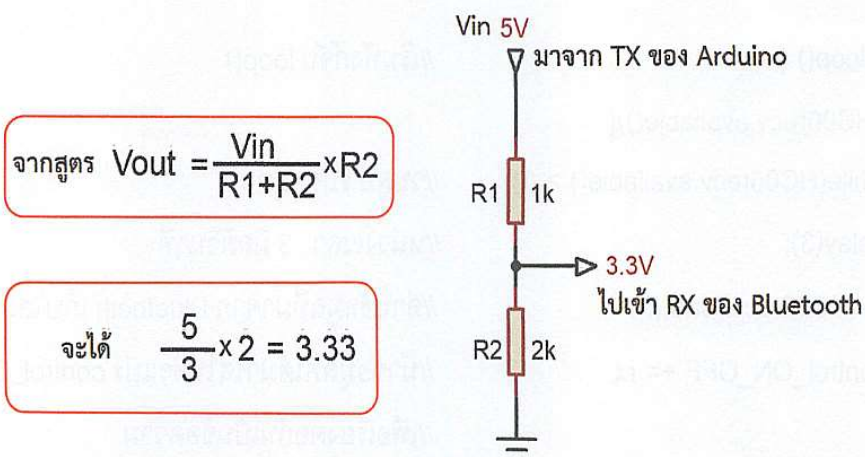 Vin 5V
มาจาก TX ของ Arduino
จากสูตร Vout = Vin / R1+R2 x R2
R1 1k
3.3V
ไปเข้า RX ของ Bluetooth
จะได้ 5 / 3 x 2 = 3.33
R2 2k